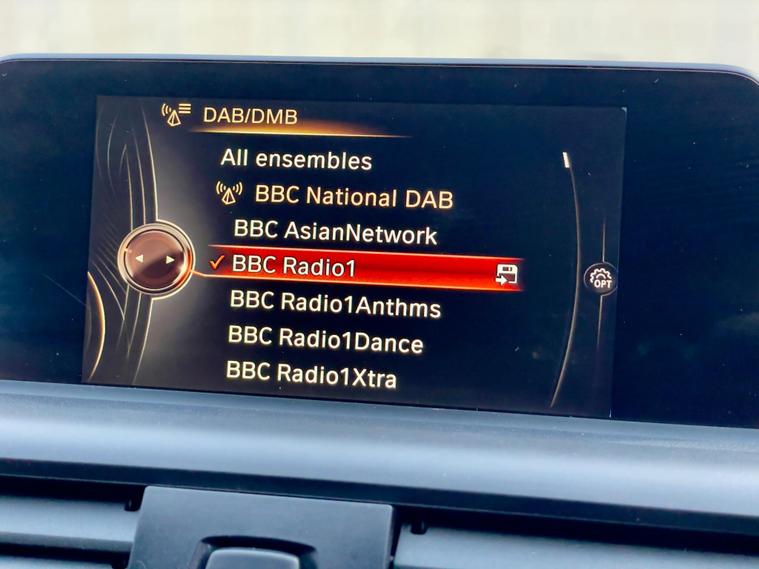 DAB/DMB
All ensembles
BBC National DAB
BBC AsianNetwork
BBC Radio1
BBC Radio1Anthms
BBC Radio1Dance
BBC Radio1Xtra
OPT